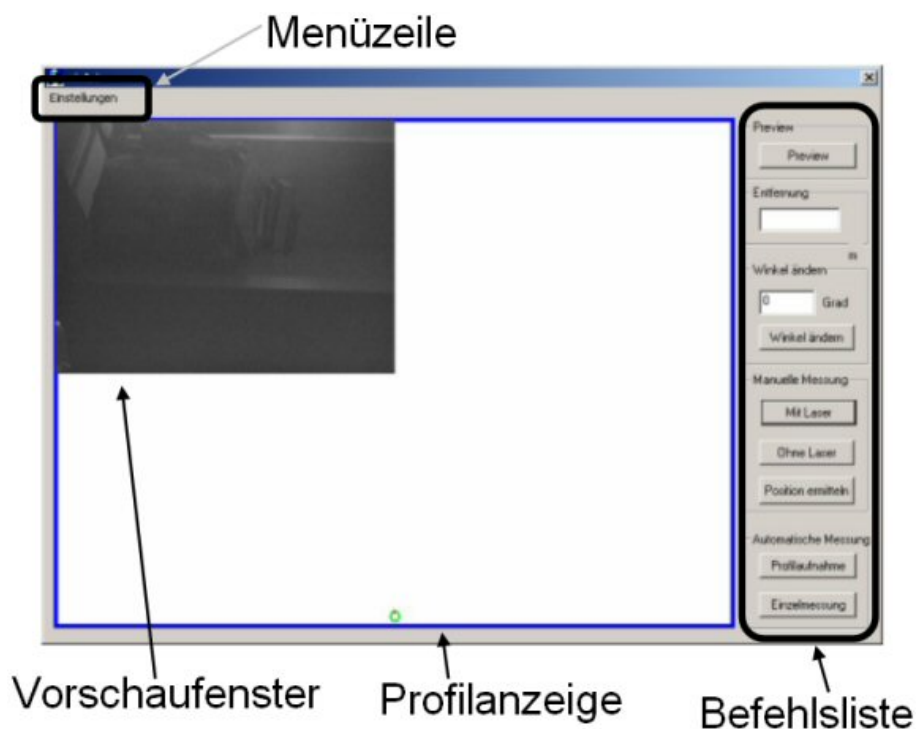 Menüzeile
Einstellungen
Preview
Preview
Entfernung
m
Winkel ändern
0 Grad
Winkel ändern
Manuelle Messung
Mit Laser
Ohne Laser
Position ermitteln
Automatische Messung
Profilaufnahme
Einzelmessung
Vorschaufenster
Profilanzeige
Befehlsliste